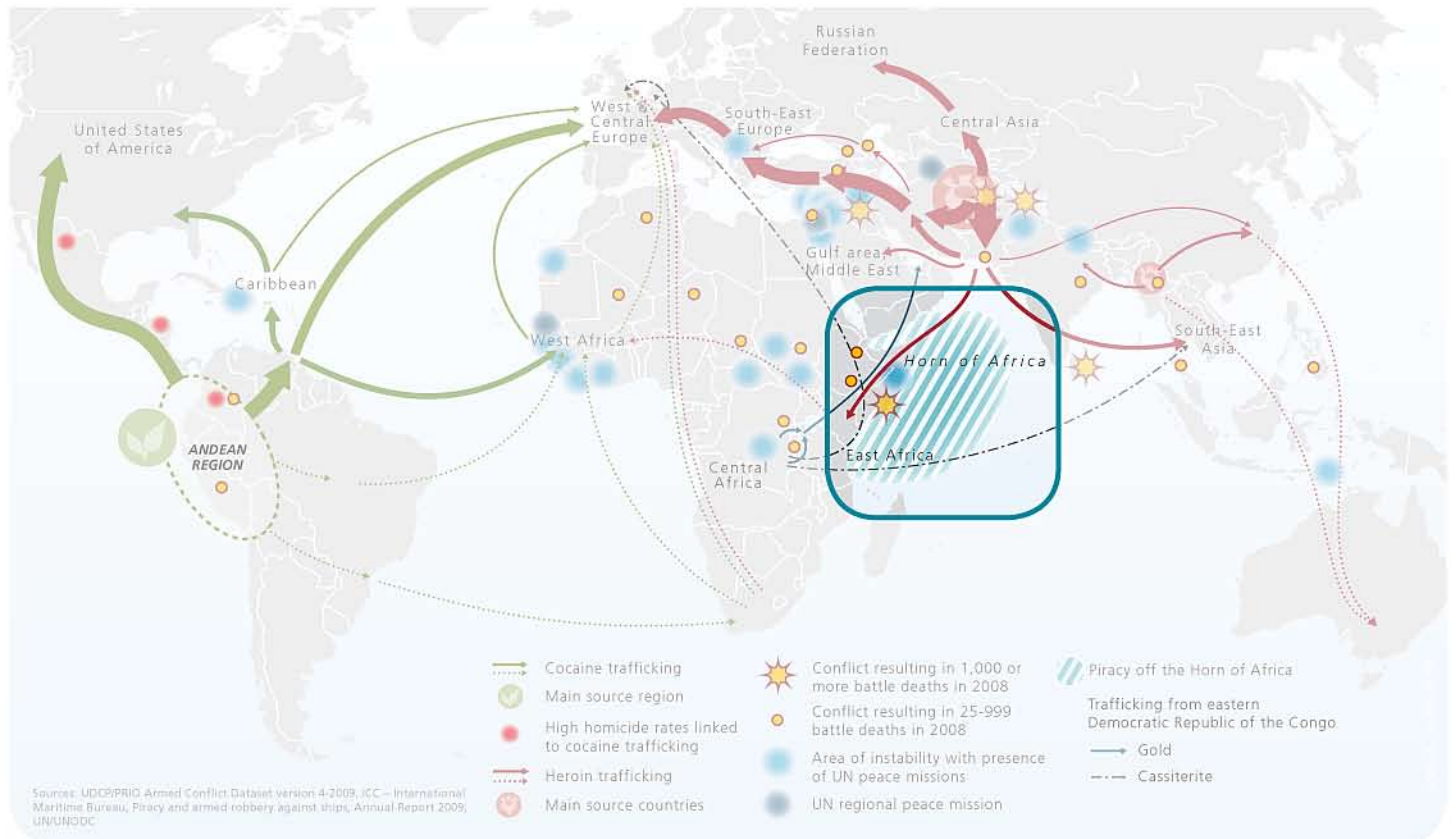 Russian
Federation
West &
Central
Europe
South-East
Europe
Central Asia
United States
of America
Gulf area,
Middle East
Caribbean
West Africa
South-East
Asia
Horn of Africa
ANDEAN
REGION
East Africa
Central
Africa
Cocaine trafficking
Main source region
High homicide rates linked
to cocaine trafficking
Heroin trafficking
Main source countries
Conflict resulting in 1,000 or
more battle deaths in 2008
Conflict resulting in 25-999
battle deaths in 2008
Area of instability with presence
of UN peace missions
UN regional peace mission
Piracy off the Horn of Africa
Trafficking from eastern
Democratic Republic of the Congo
Gold
Cassiterite
Sources: UDCP/PRIO Armed Conflict Dataset version 4-2009, ICC – International
Maritime Bureau, Piracy and armed robbery against ships, Annual Report 2009,
UN/UNODC